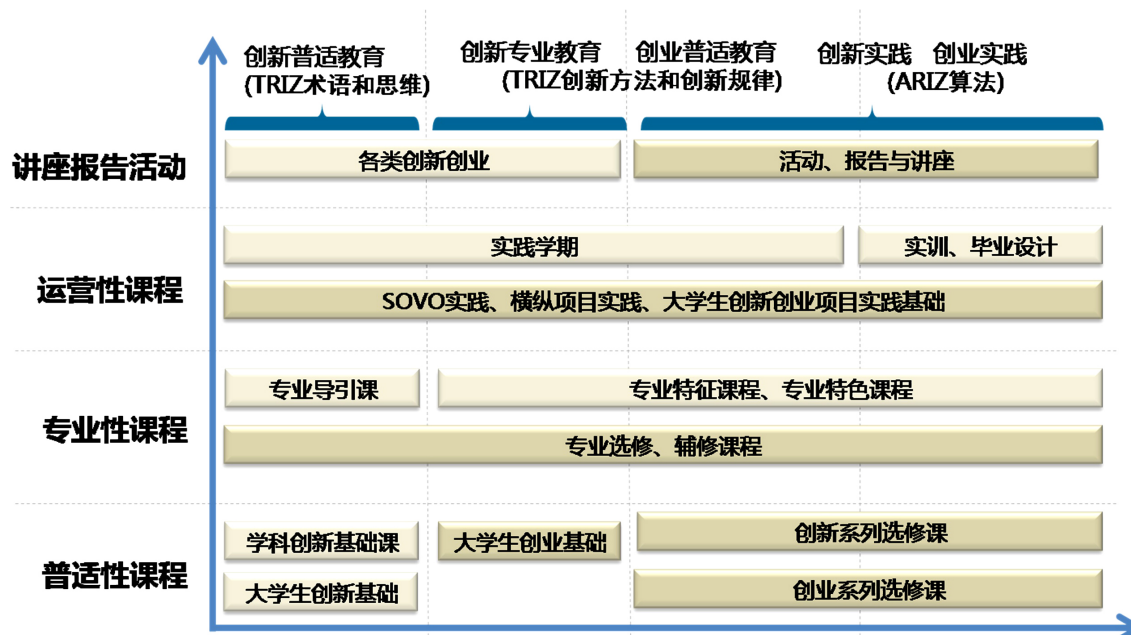 创新普适教育
(TRIZ术语和思维)
创新专业教育 创业普适教育
(TRIZ创新方法和创新规律)
创新实践 创业实践
(ARIZ算法)
讲座报告活动
各类创新创业
活动、报告与讲座
运营性课程
实践学期
实训、毕业设计
SOVO实践、横纵项目实践、大学生创新创业项目实践基础
专业性课程
专业导引课
专业特征课程、专业特色课程
专业选修、辅修课程
普适性课程
学科创新基础课
大学生创业基础
创新系列选修课
大学生创新基础
创业系列选修课